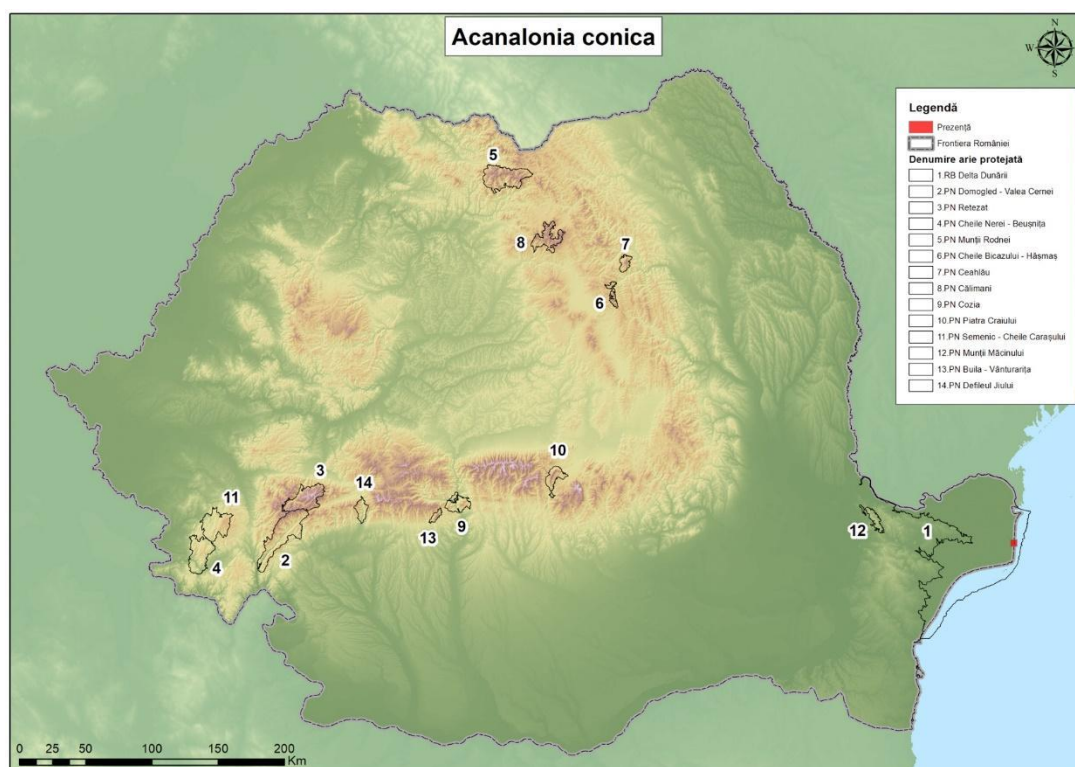 Acanalonia conica
N
W
E
S
Legendă
Prezență
Frontiera României
Denumire arie protejată
1.RB Delta Dunării
2.PN Domogled - Valea Cernei
3.PN Retezat
4.PN Cheile Nerei - Beușnița
5.PN Munții Rodnei
6.PN Cheile Bicazului - Hășmaș
7.PN Ceahlău
8.PN Călimani
9.PN Cozia
10.PN Piatra Craiului
11.PN Semenic - Cheile Carașului
12.PN Munții Măcinului
13.PN Buila - Vânturarița
14.PN Defileul Jiului
5
8
7
6
10
3
14
11
13
9
12
1
4
2
0 25 50 100 150 200
Km